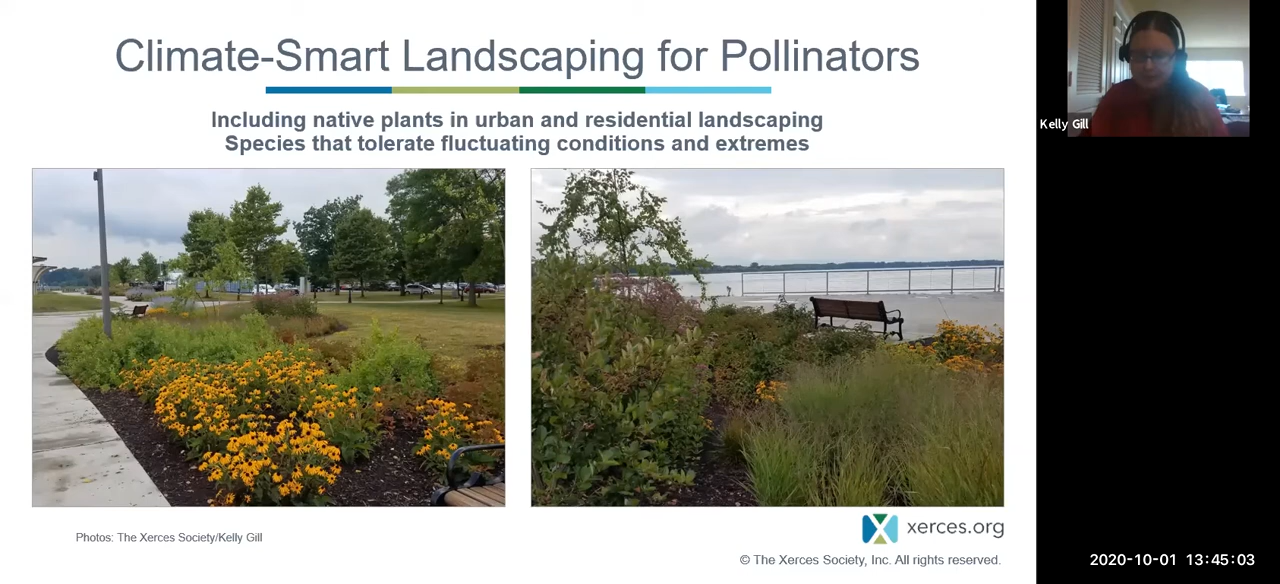 Climate-Smart Landscaping for Pollinators
Including native plants in urban and residential landscaping
Species that tolerate fluctuating conditions and extremes
Kelly Gill
Photos: The Xerces Society/Kelly Gill
xerces.org
© The Xerces Society, Inc. All rights reserved.
2020-10-01 13:45:03